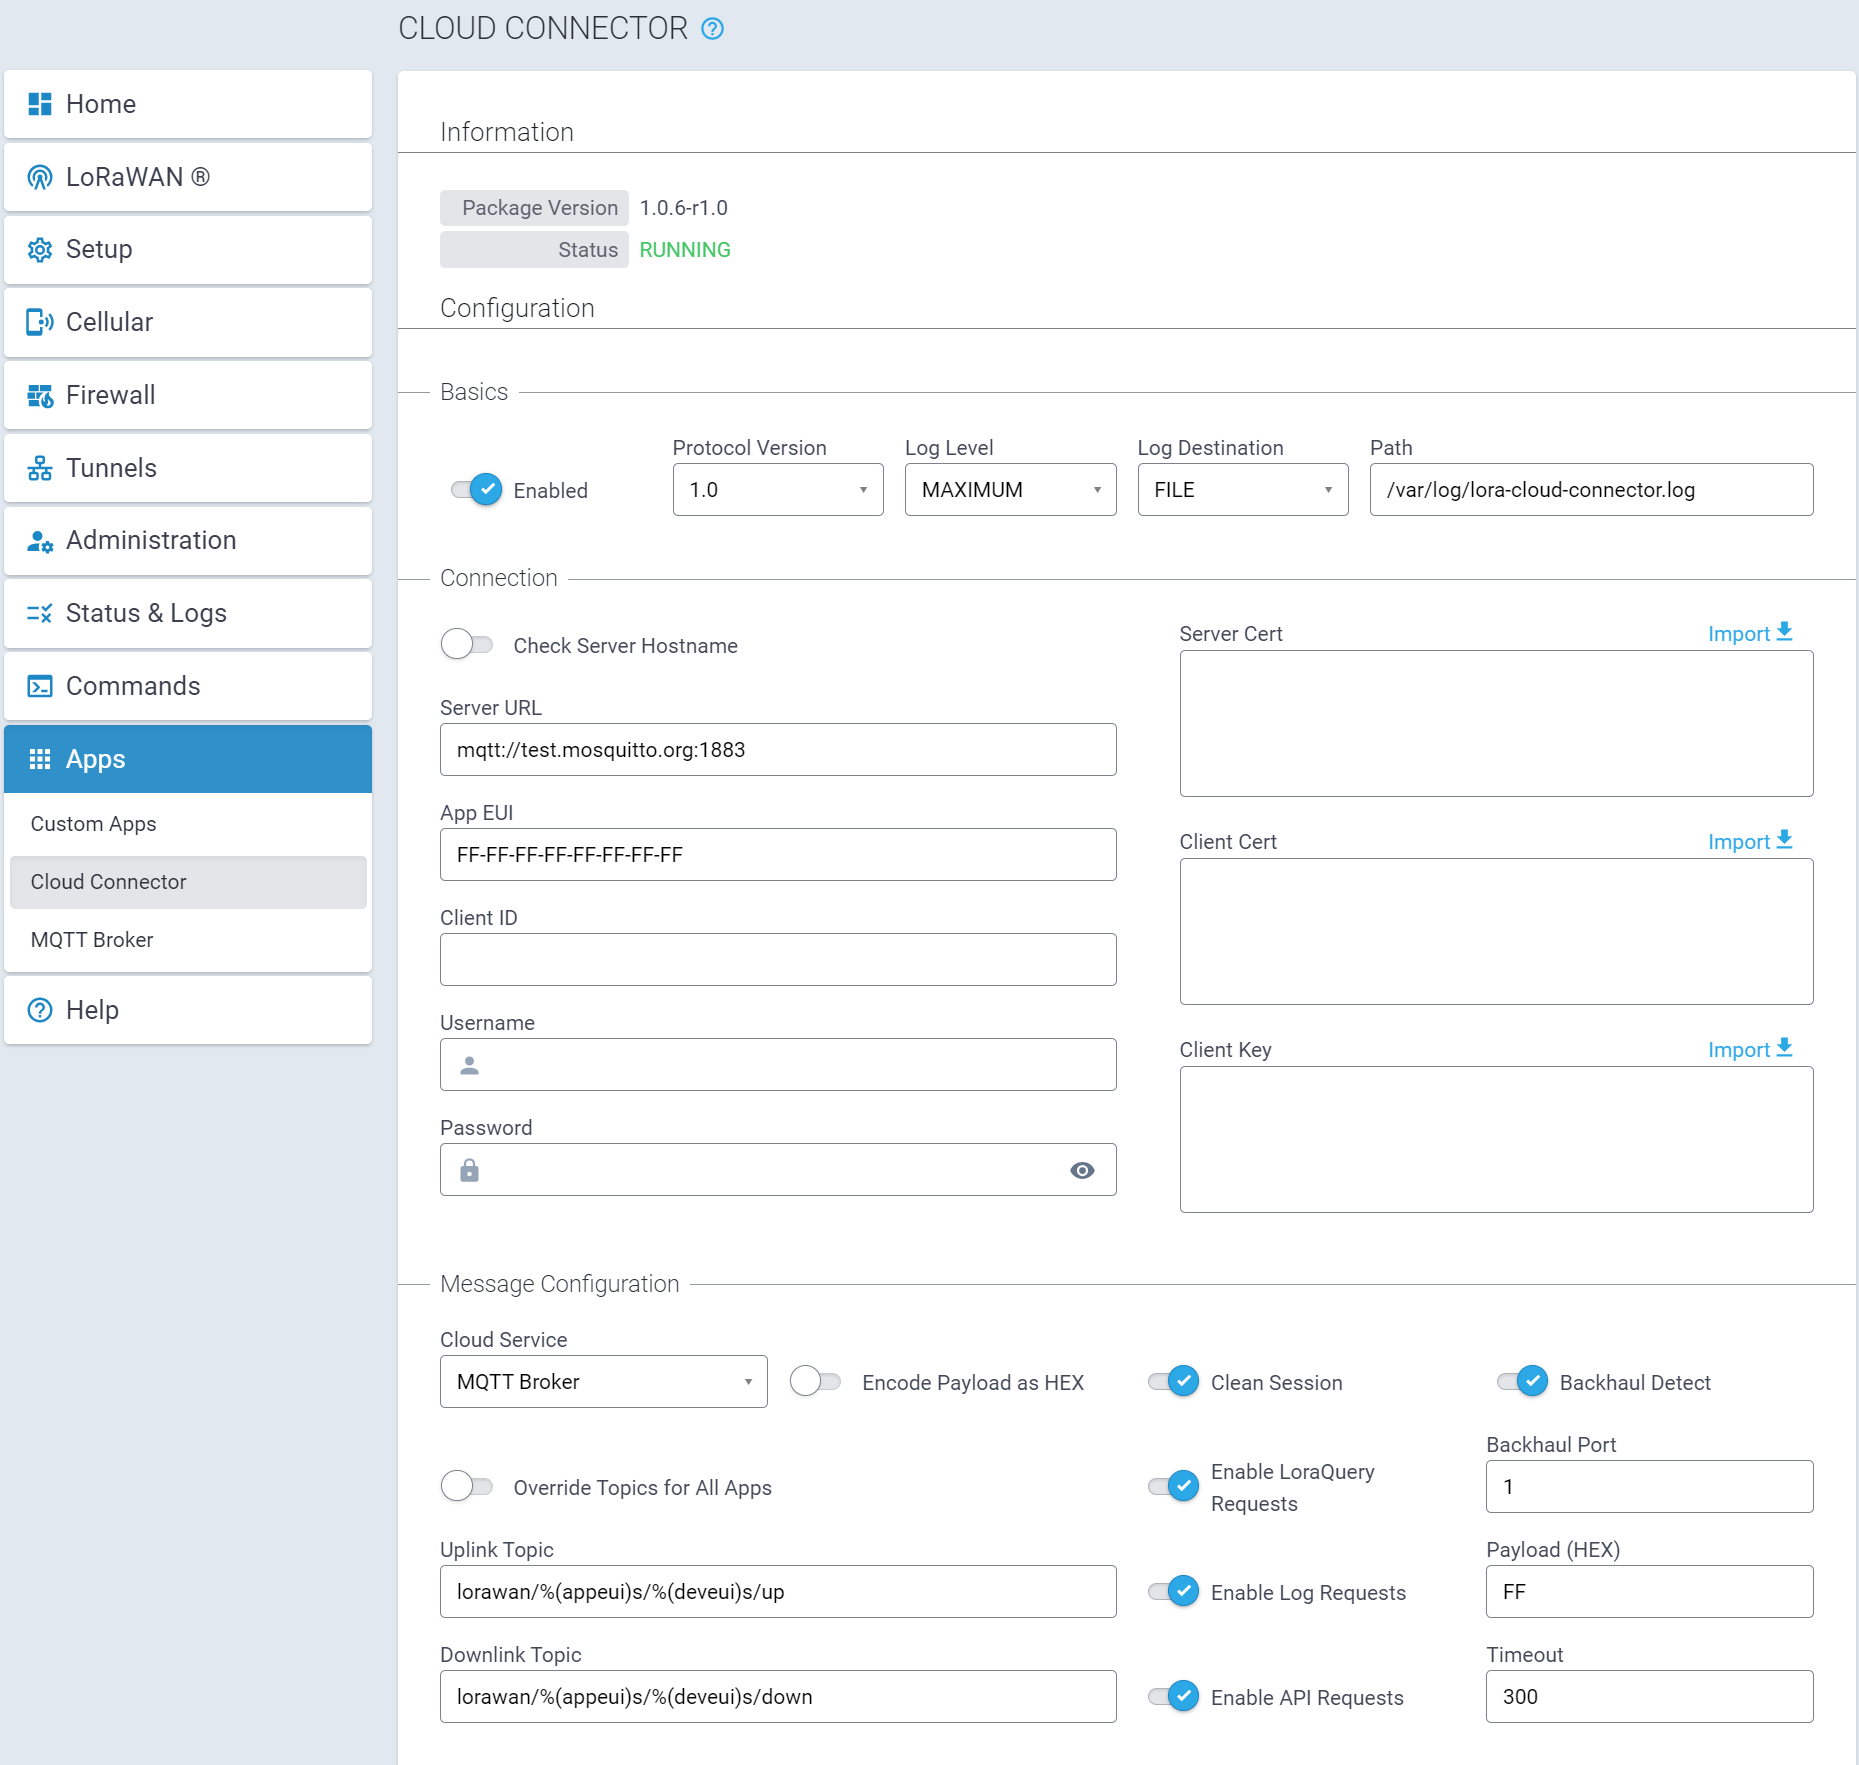 CLOUD CONNECTOR
Home
LoRaWAN ®
Setup
Cellular
Firewall
Tunnels
Administration
Status & Logs
Commands
Apps
Custom Apps
Cloud Connector
MQTT Broker
Help
Information
Package Version 1.0.6-r1.0
Status RUNNING
Configuration
Basics
Enabled
Protocol Version
1.0
Log Level
MAXIMUM
Log Destination
FILE
Path
/var/log/lora-cloud-connector.log
Connection
Check Server Hostname
Server URL
mqtt://test.mosquitto.org:1883
App EUI
FF-FF-FF-FF-FF-FF-FF-FF
Client ID
Username
Password
Server Cert Import
Client Cert Import
Client Key Import
Message Configuration
Cloud Service
MQTT Broker
Encode Payload as HEX
Clean Session
Backhaul Detect
Override Topics for All Apps
Enable LoraQuery
Requests
Backhaul Port
1
Uplink Topic
lorawan/%(appeui)s/%(deveui)s/up
Enable Log Requests
Payload (HEX)
FF
Downlink Topic
lorawan/%(appeui)s/%(deveui)s/down
Enable API Requests
Timeout
300